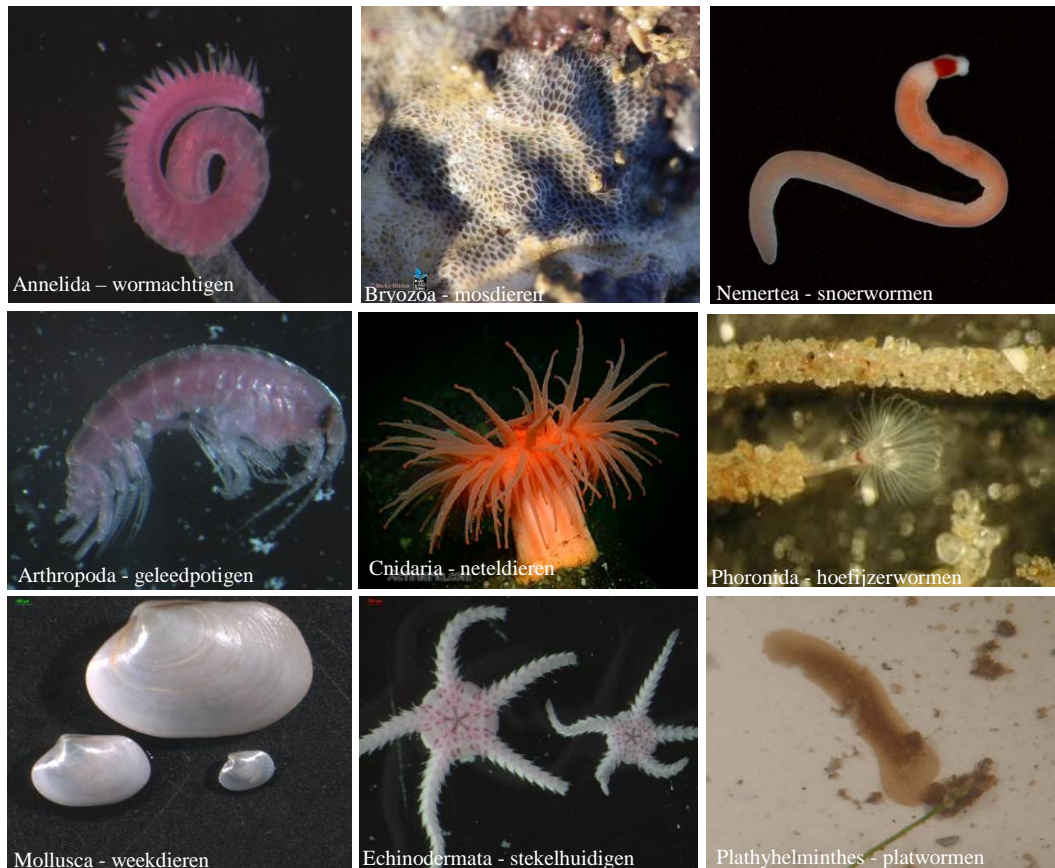 Annelida – wormachtigen
Bryozoa - mosdieren
Nemertea - snoerwormen
Arthropoda - geleedpotigen
Cnidaria - neteldieren
Phoronida - hoefijzerwormen
Mollusca - weekdieren
Echinodermata - stekelhuidigen
Plathyhelminthes - platwormen